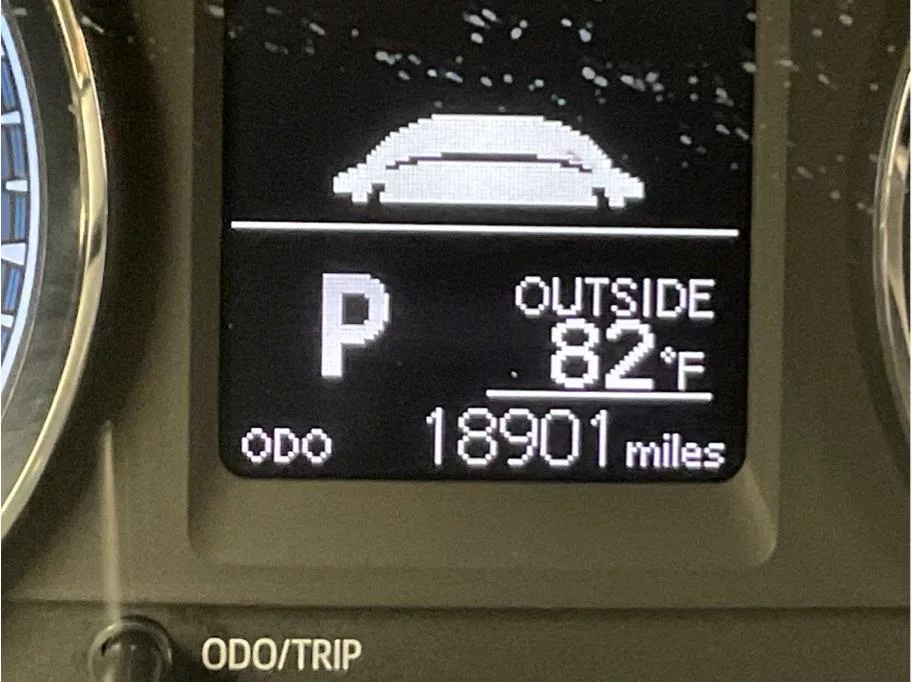 P
OUTSIDE
82°F
ODO 18901 miles
ODO/TRIP